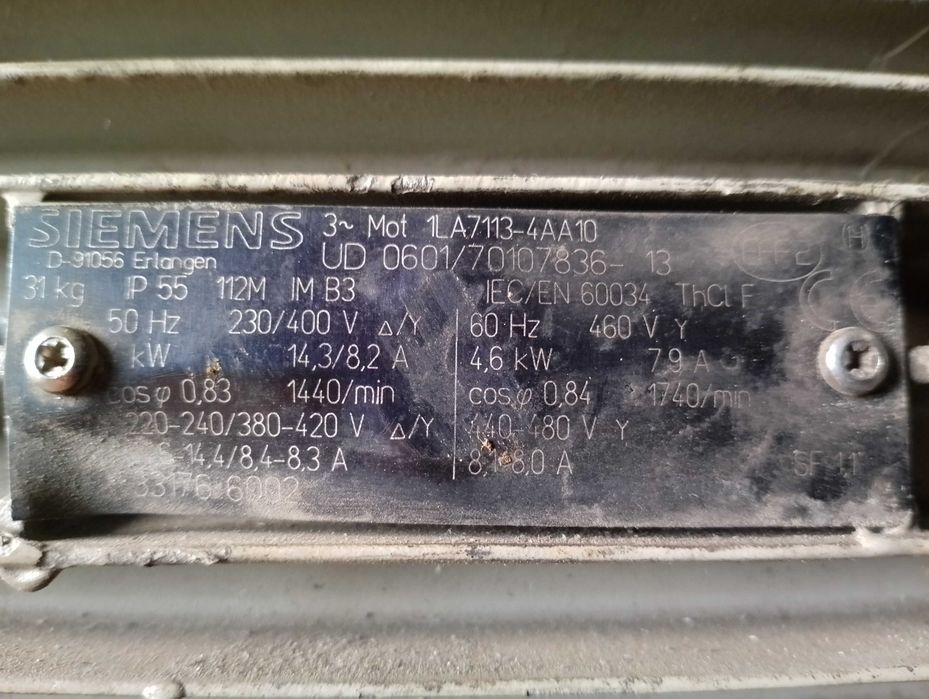 SIEMENS 3~ Mot 1LA7113-4AA10
D-91056 Erlangen UD 0601/70107836- 13
31 kg IP 55 112M IM B3 IEC/EN 60034 ThCl F
50 Hz 230/400 V △/Y 60 Hz 460 V Y
kW 14,3/8,2 A 4,6 kW 7,9 A
cos φ 0,83 1440/min cos φ 0,84 1740/min
220-240/380-420 V △/Y 440-480 V Y
-14,4/8,4-8,3 A 8,1-8,0 A SF 1,1
CE
H